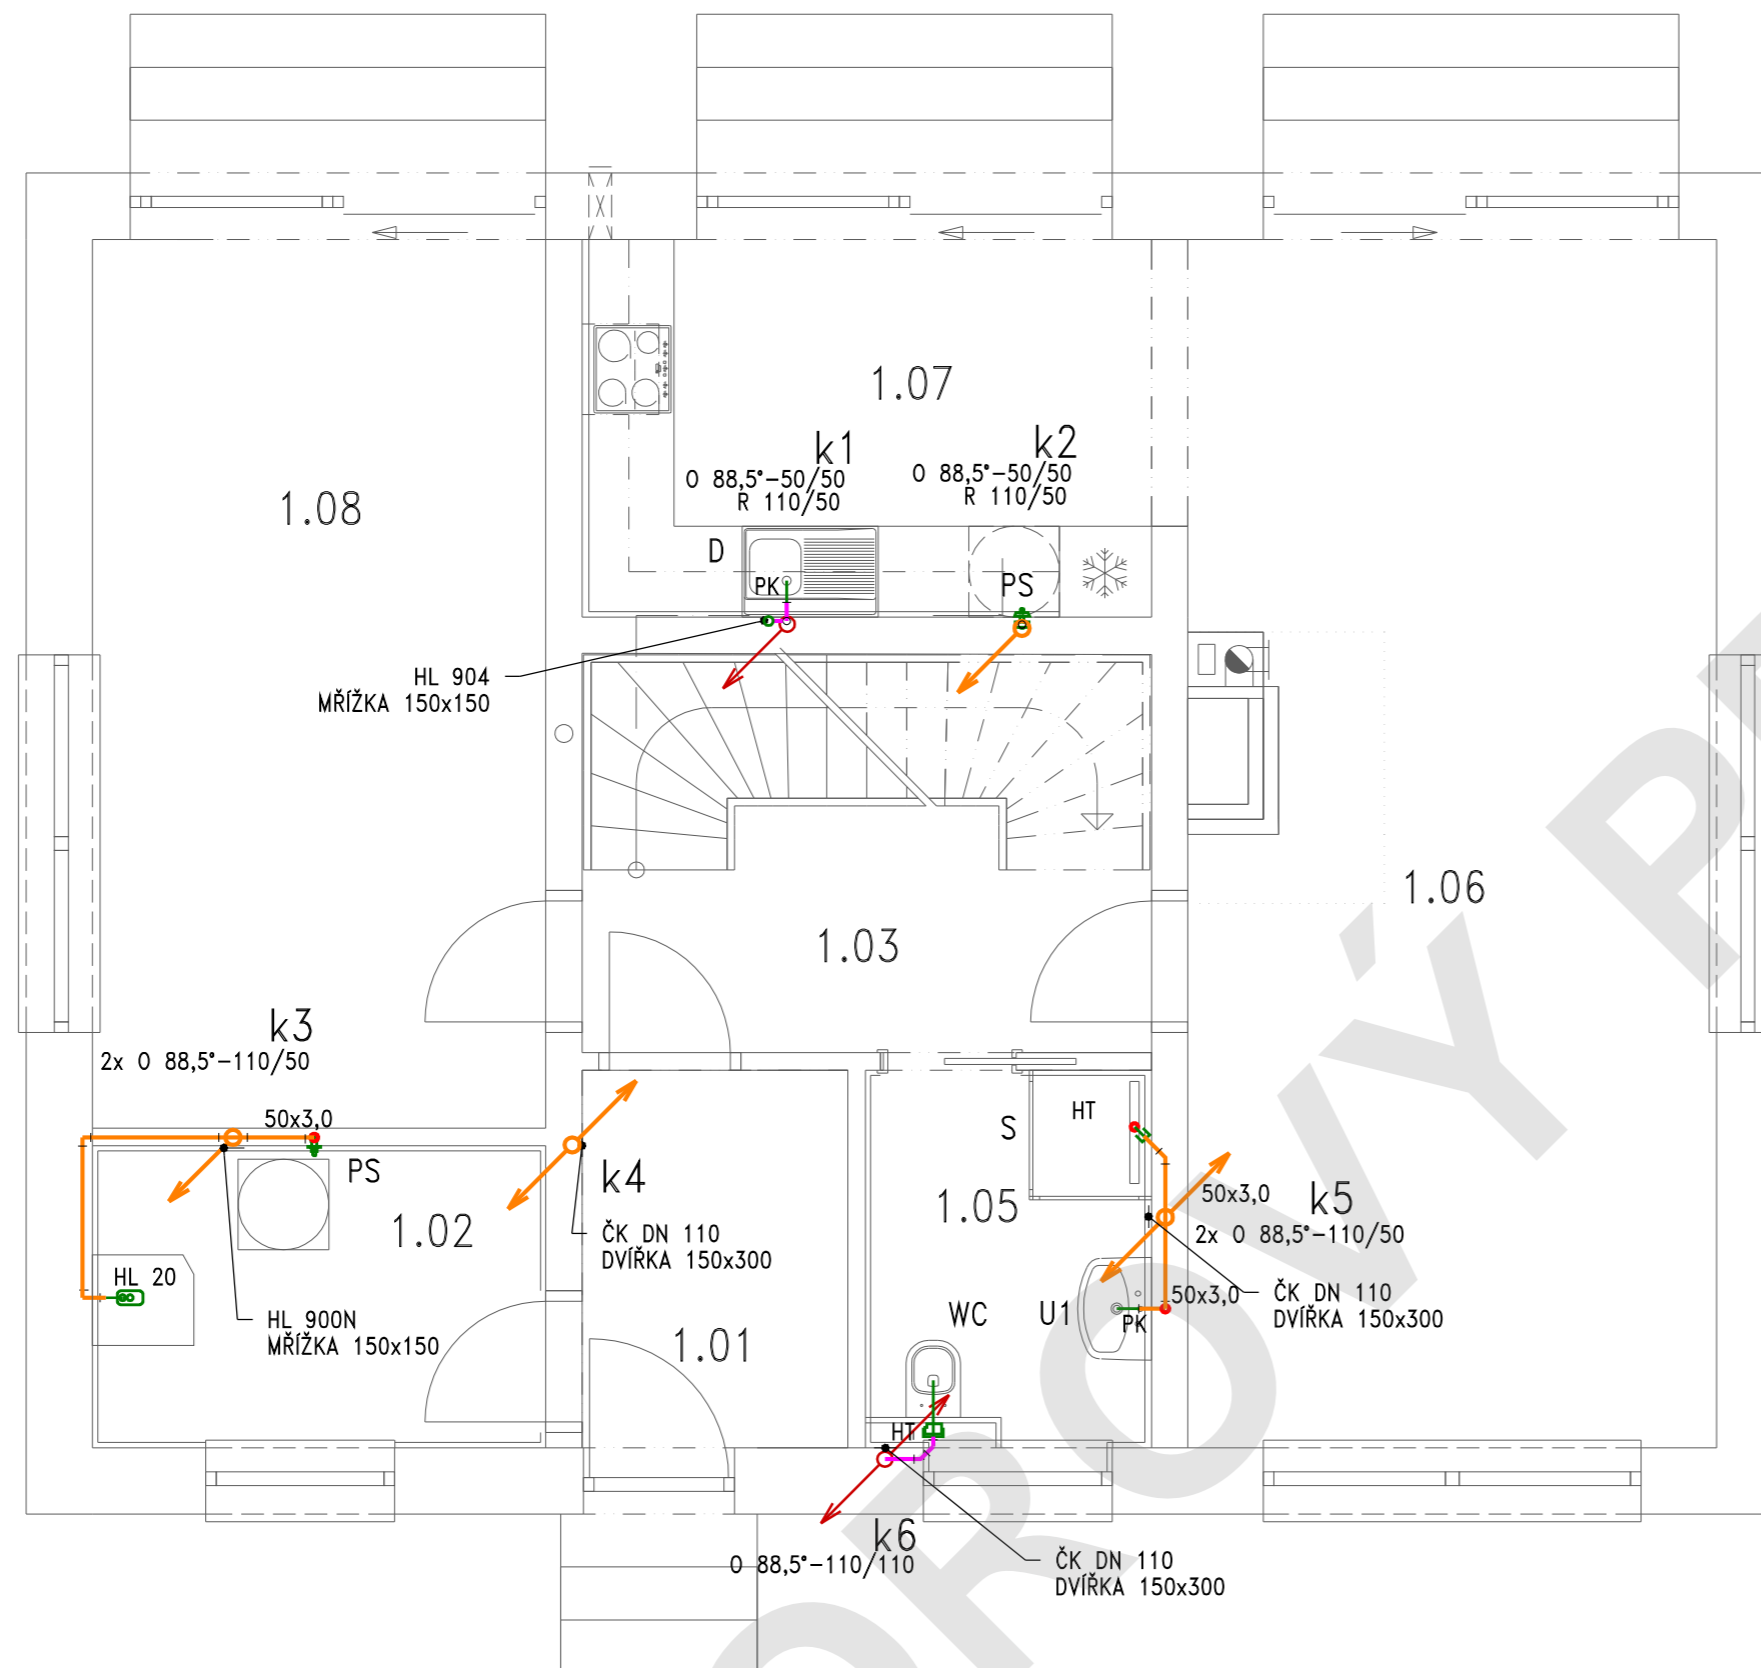 1.07
k1
O 88,5°-50/50
R 110/50
k2
O 88,5°-50/50
R 110/50
1.08
D
PK
PS
HL 904
MŘÍŽKA 150x150
1.06
1.03
k3
2x O 88,5°-110/50
50x3,0
PS
1.02
HL 20
HL 900N
MŘÍŽKA 150x150
k4
ČK DN 110
DVÍŘKA 150x300
1.01
S
HT
1.05
50x3,0
k5
2x O 88,5°-110/50
50x3,0
ČK DN 110
DVÍŘKA 150x300
WC
U1
PK
HT
k6
O 88,5°-110/110
ČK DN 110
DVÍŘKA 150x300